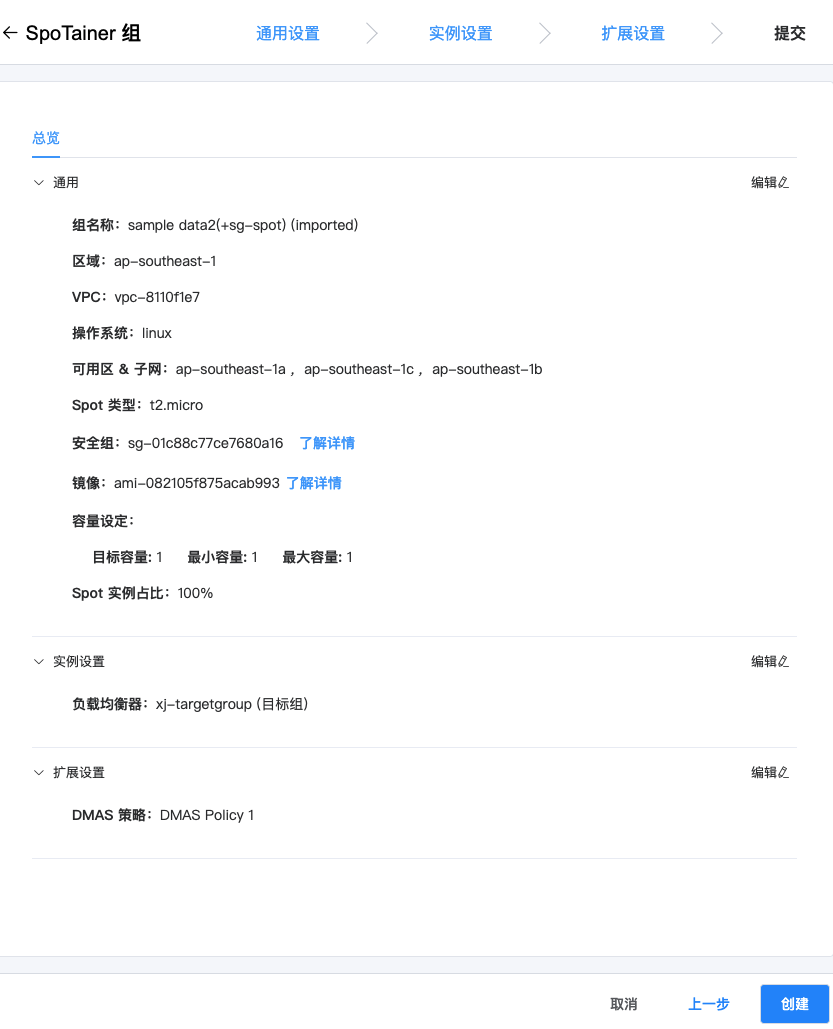 SpoTainer 组 通用设置 实例设置 扩展设置 提交
总览
通用 编辑
组名称：sample data2(+sg-spot) (imported)
区域：ap-southeast-1
VPC：vpc-8110f1e7
操作系统：linux
可用区 & 子网：ap-southeast-1a ，ap-southeast-1c ，ap-southeast-1b
Spot 类型：t2.micro
安全组：sg-01c88c77ce7680a16 了解详情
镜像：ami-082105f875acab993 了解详情
容量设定：
目标容量: 1 最小容量: 1 最大容量: 1
Spot 实例占比：100%
实例设置 编辑
负载均衡器：xj-targetgroup (目标组)
扩展设置 编辑
DMAS 策略：DMAS Policy 1
取消 上一步 创建